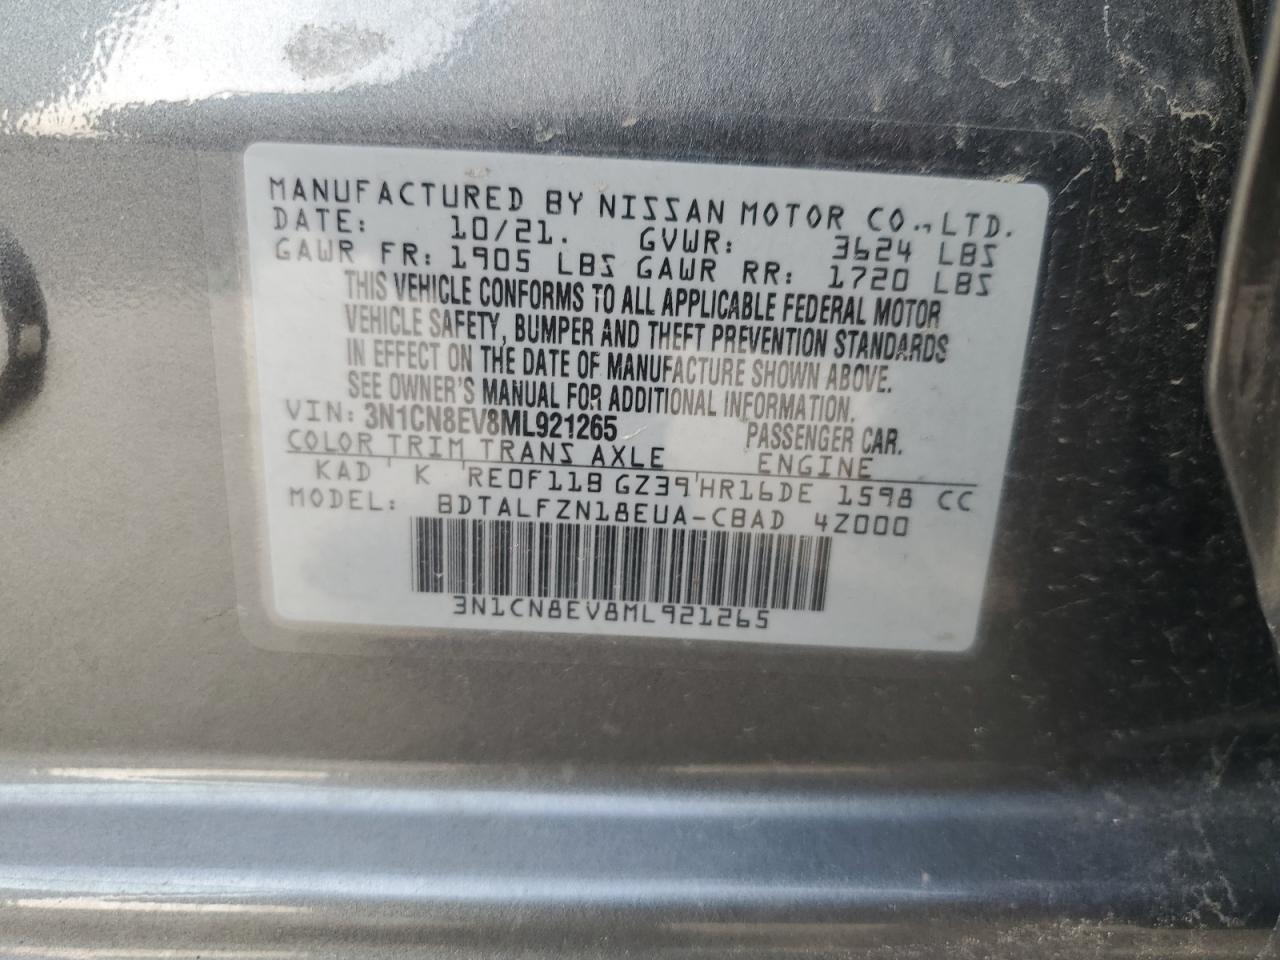 MANUFACTURED BY NISSAN MOTOR CO., LTD.
DATE: 10/21. GVWR: 3624 LBS
GAWR FR: 1905 LBS GAWR RR: 1720 LBS
THIS VEHICLE CONFORMS TO ALL APPLICABLE FEDERAL MOTOR
VEHICLE SAFETY, BUMPER AND THEFT PREVENTION STANDARDS
IN EFFECT ON THE DATE OF MANUFACTURE SHOWN ABOVE.
SEE OWNER'S MANUAL FOR ADDITIONAL INFORMATION.
VIN: 3N1CN8EV8ML921265 PASSENGER CAR.
COLOR TRIM TRANS AXLE ENGINE
KAD K RE0F11B GZ39 HR16DE 1598 CC
MODEL: BDTALFZN18EUA-CBAD 4Z000
3N1CN8EV8ML921265